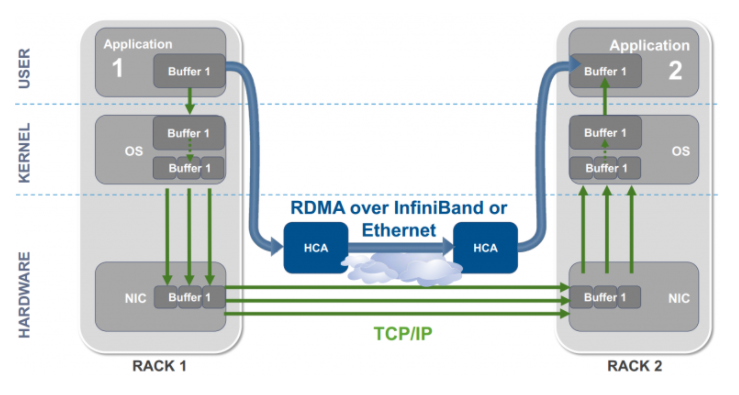 USER
KERNEL
HARDWARE
Application
1
Buffer 1
OS
Buffer 1
Buffer 1
NIC
Buffer 1
RACK 1
RDMA over InfiniBand or
Ethernet
HCA
HCA
TCP/IP
Application
2
Buffer 1
Buffer 1
OS
Buffer 1
Buffer 1
NIC
RACK 2